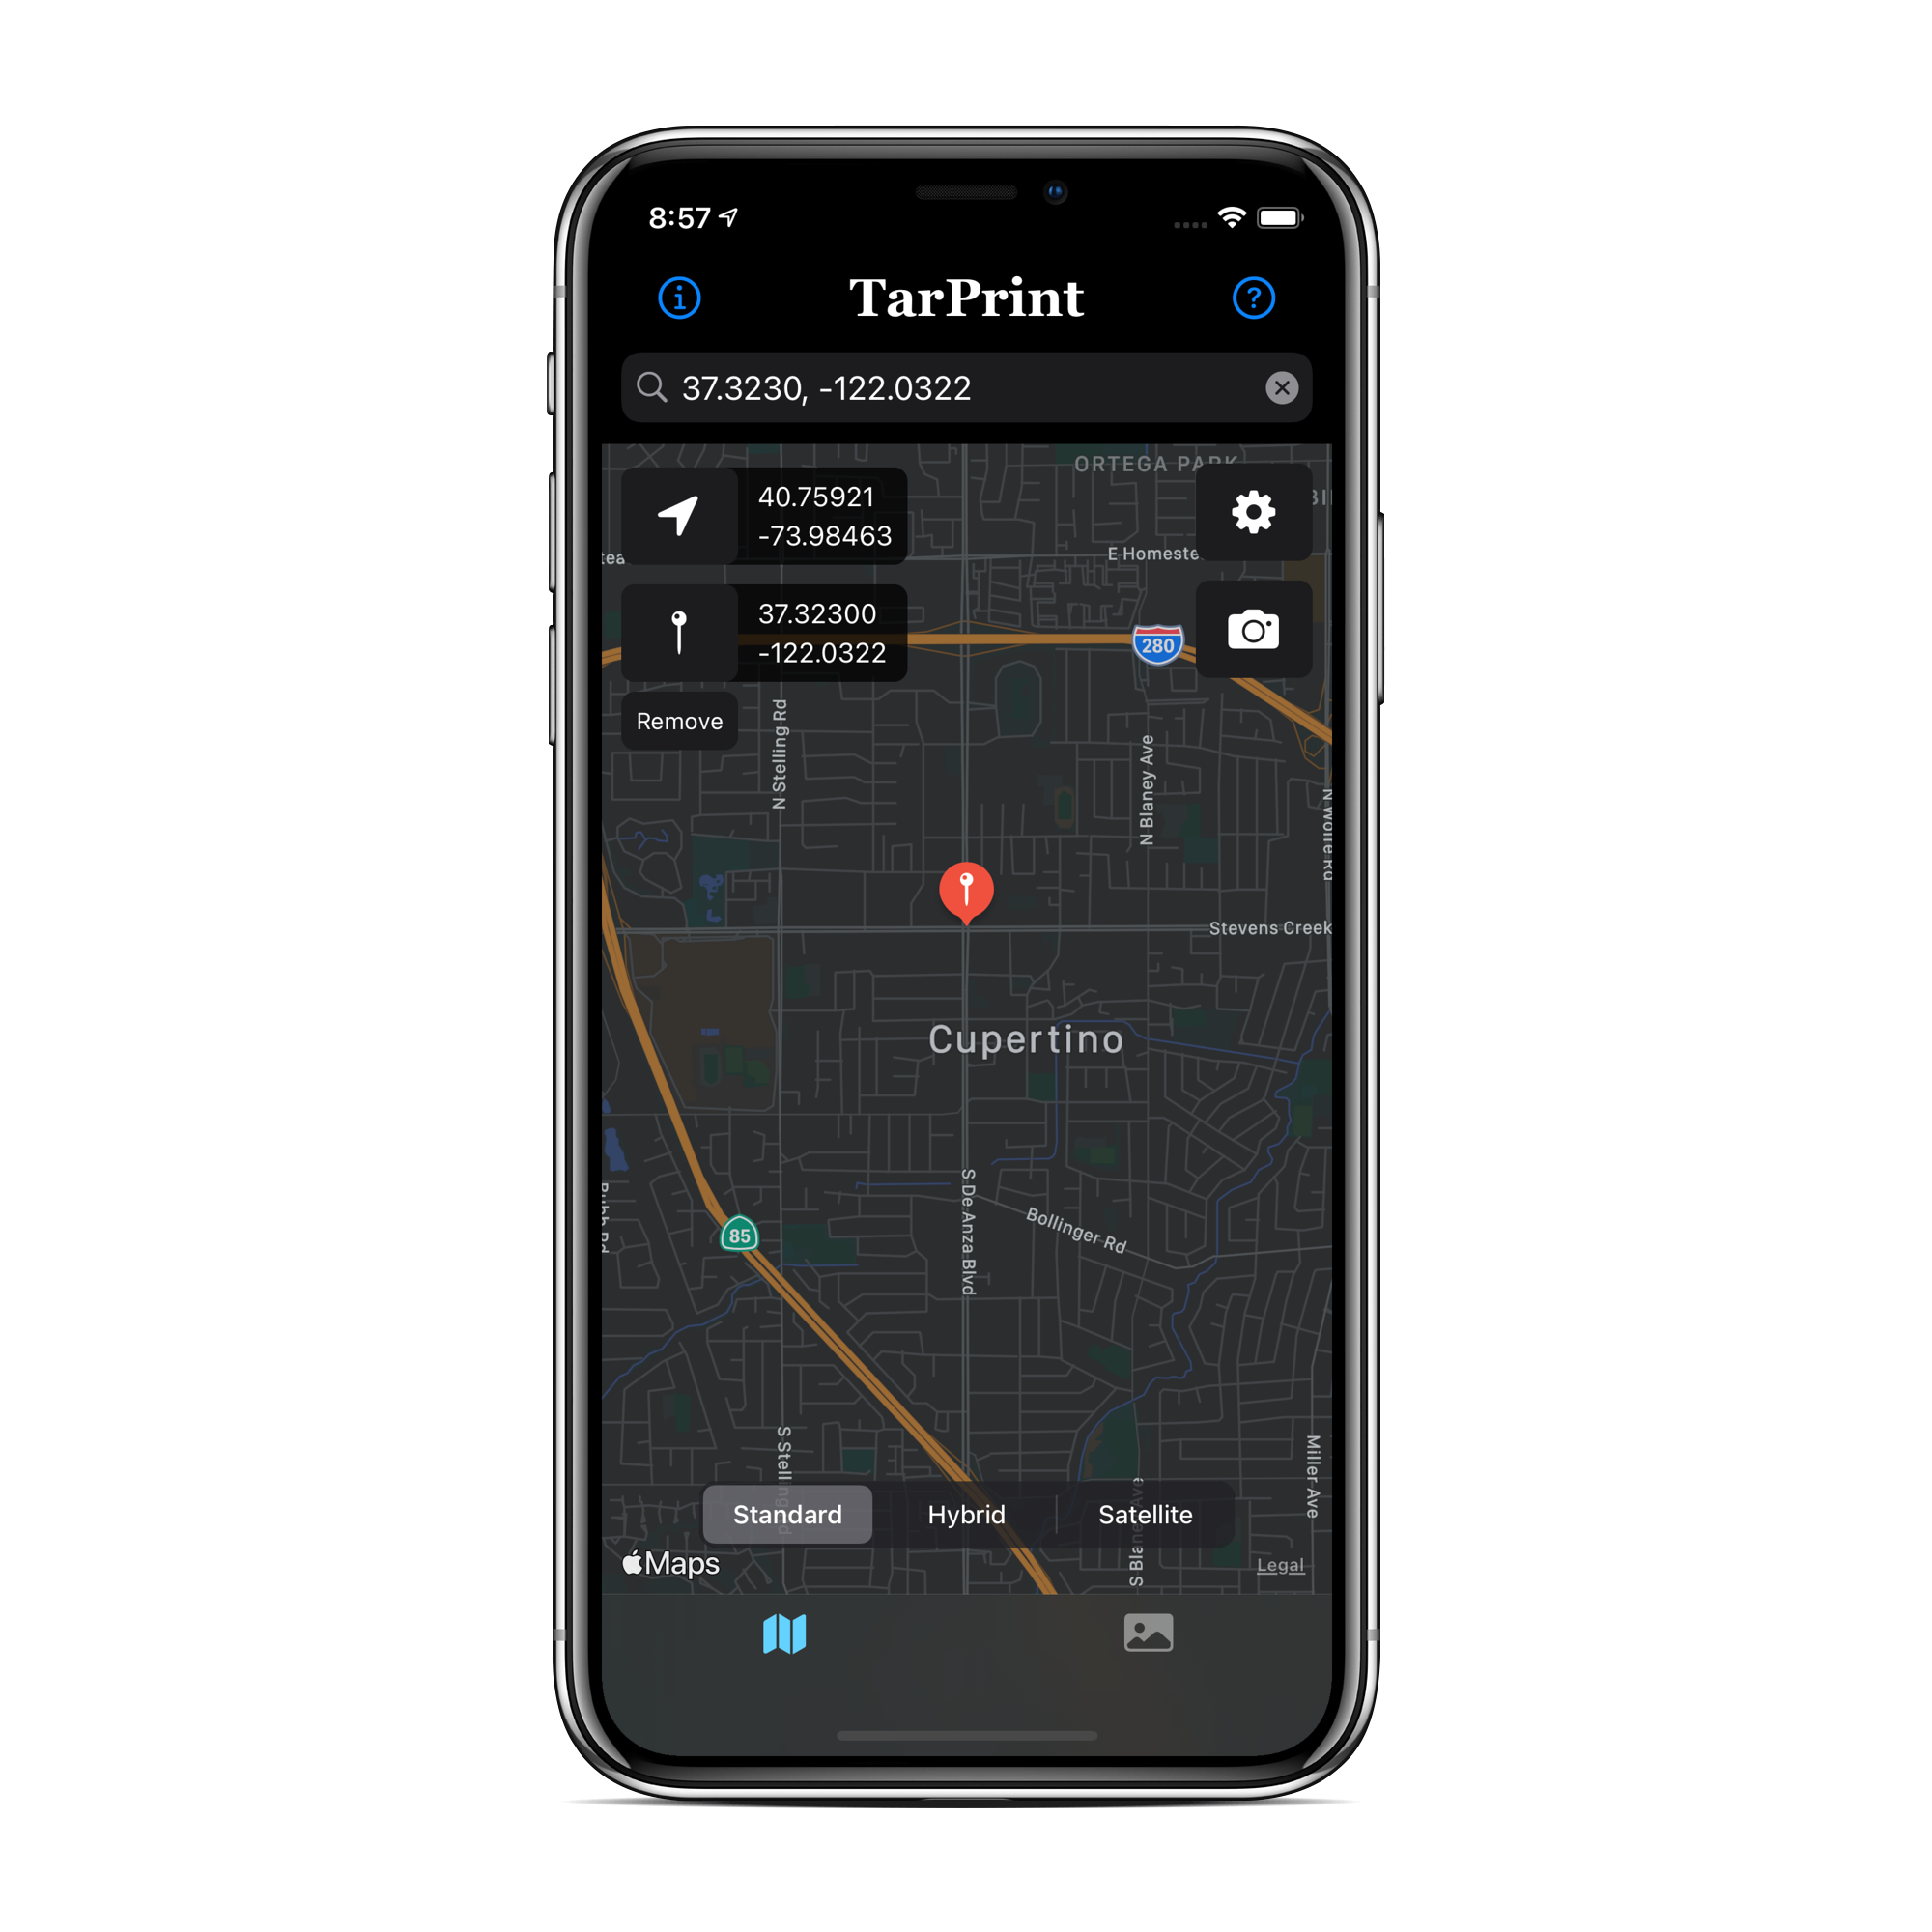 8:57
TarPrint
37.3230, -122.0322
ORTEGA PARK
40.75921
-73.98463
E Homeste
37.32300
-122.0322
280
Remove
N Stelling Rd
N Blaney Ave
N Wolfe Rd
Stevens Creek
Cupertino
S De Anza Blvd
Bollinger Rd
85
Miller Ave
Standard
Hybrid
Satellite
Maps
Legal